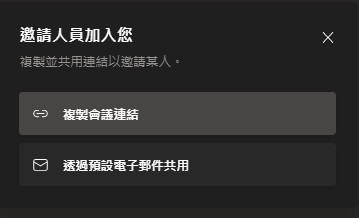 邀請人員加入您
複製並共用連結以邀請某人。
複製會議連結
透過預設電子郵件共用